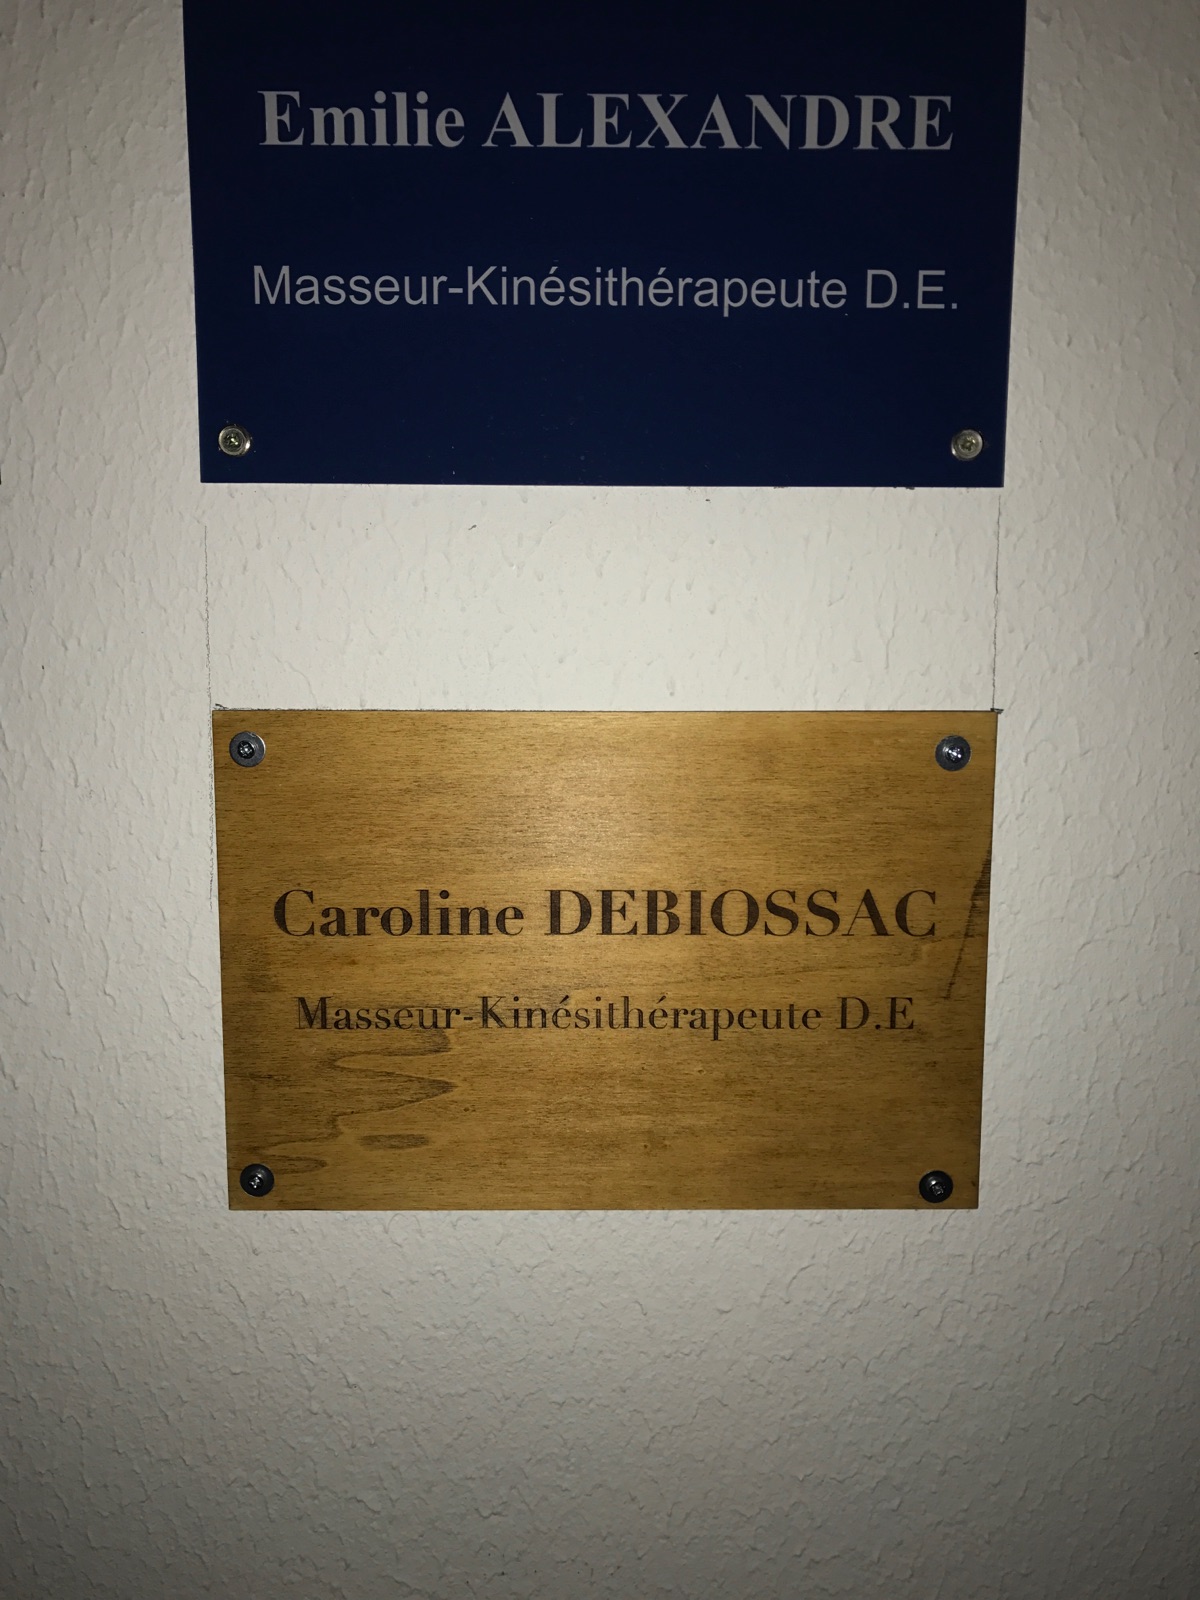 Emilie ALEXANDRE
Masseur-Kinésithérapeute D.E.
Caroline DEBIOSSAC
Masseur-Kinésithérapeute D.E